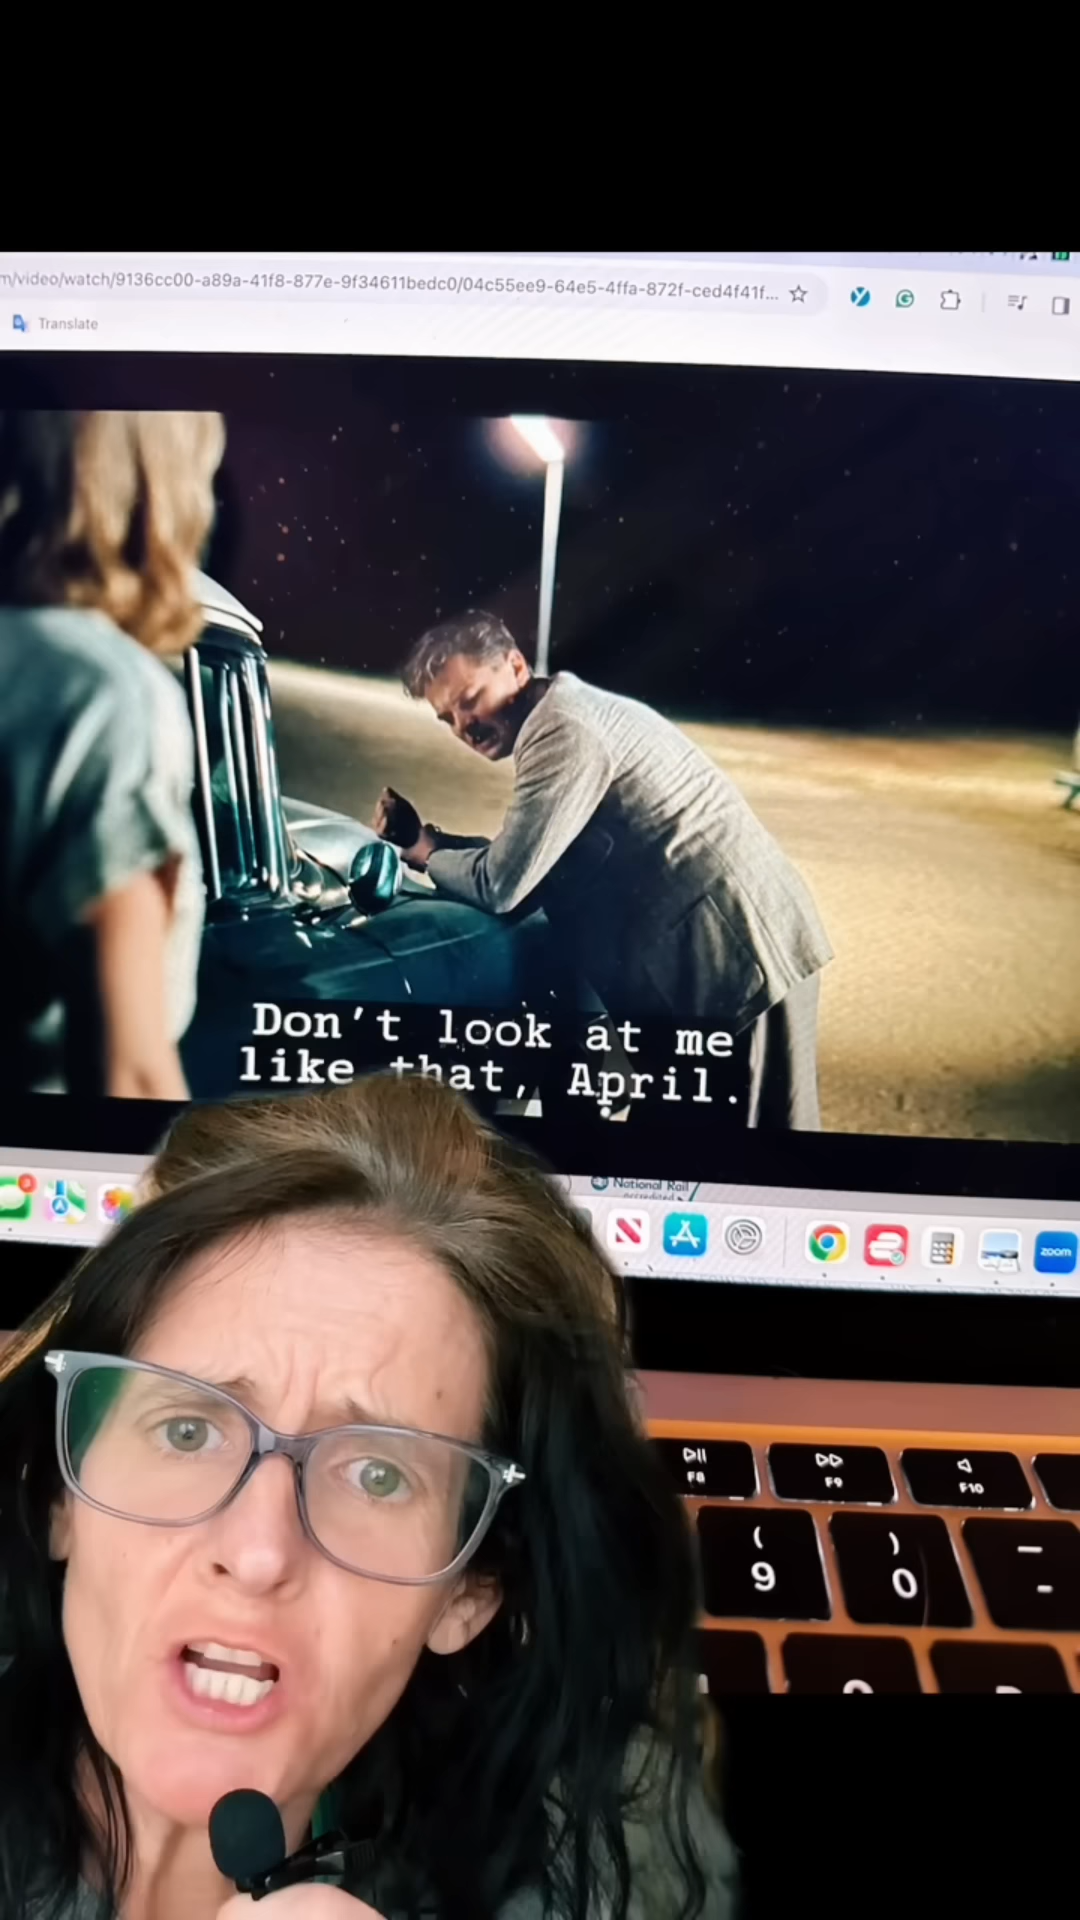 m/video/watch/9136cc00-a89a-41f8-877e-9f34611bedc0/04c55ee9-64e5-4ffa-872f-ced4f41f...
Translate
Don't look at me
like that, April.
National Rail
accredited
zoom
F8
F9
F10
( ) —
9 0 -